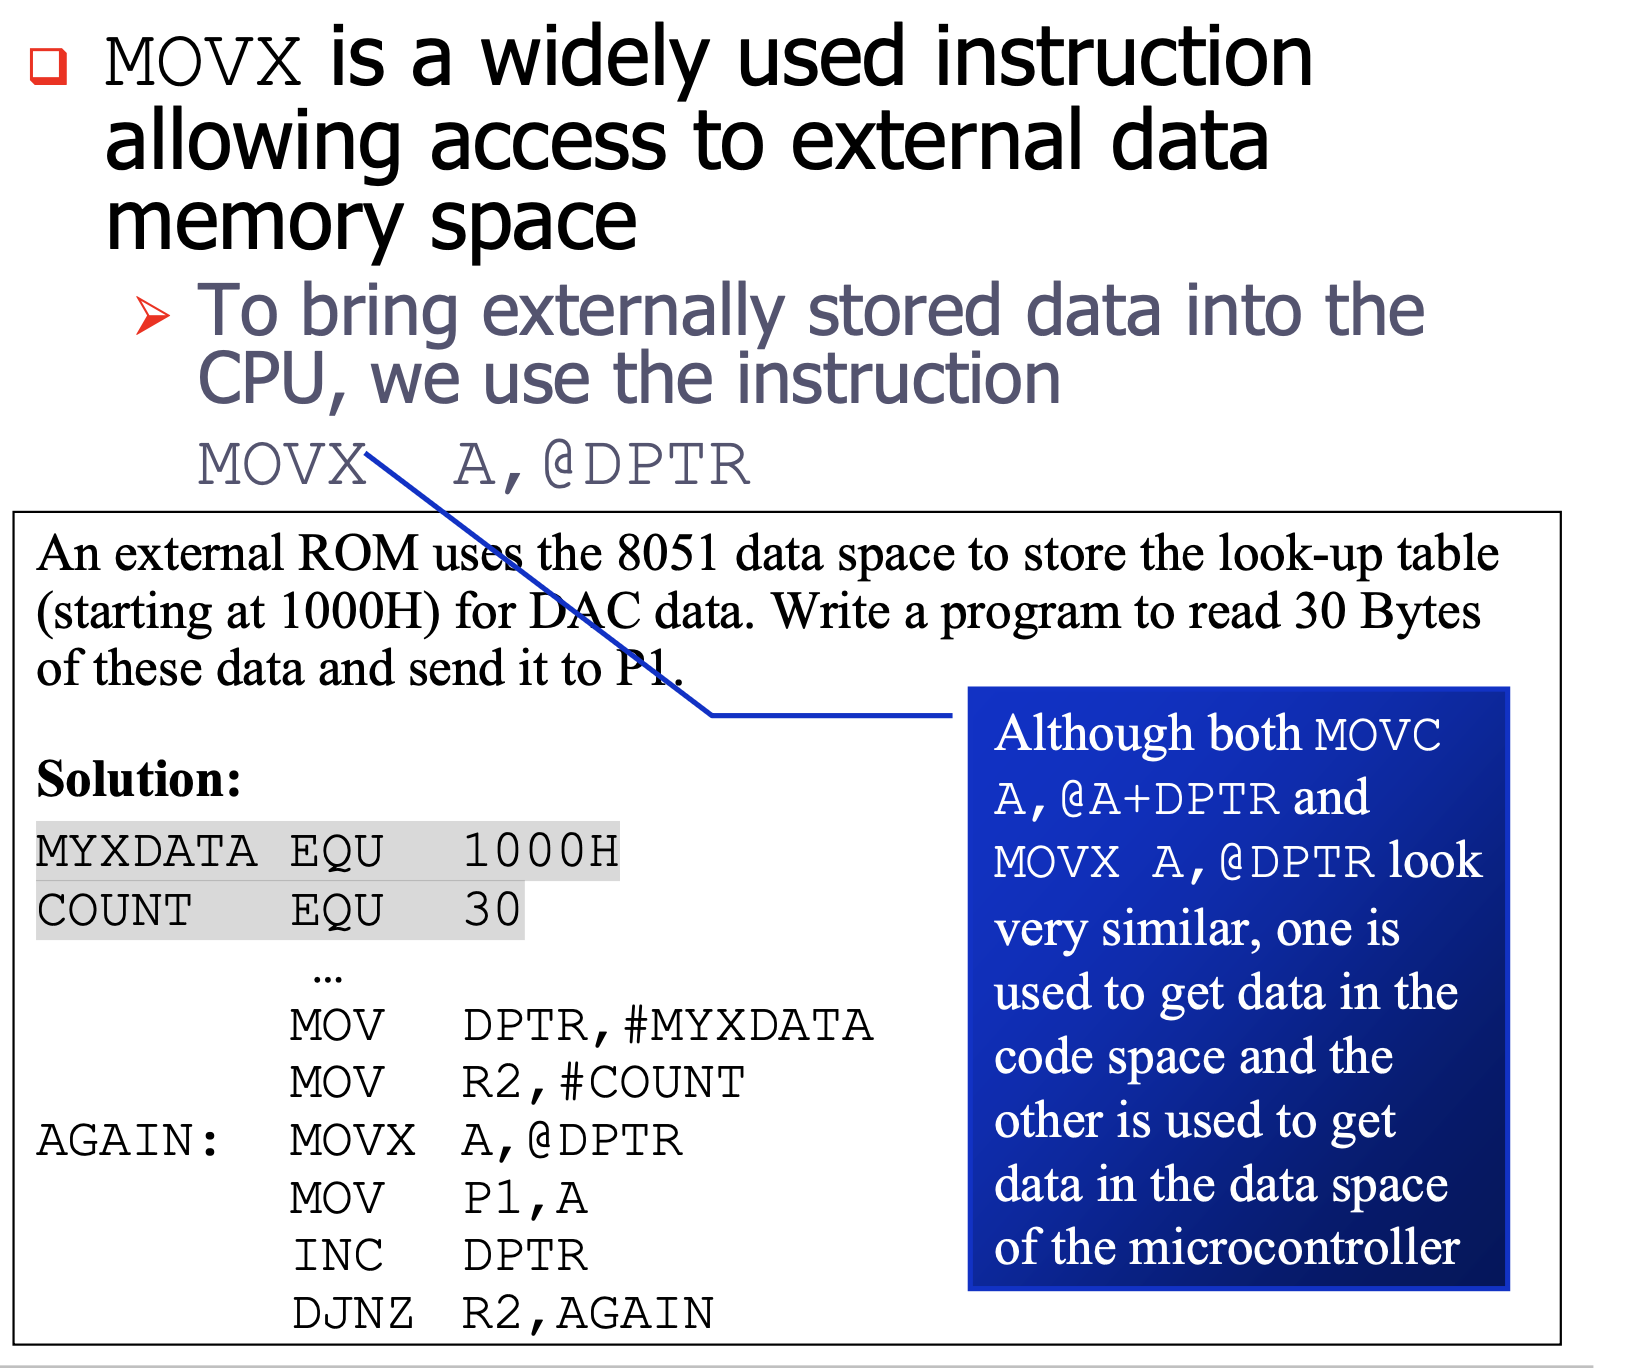 MOVX is a widely used instruction
allowing access to external data
memory space
To bring externally stored data into the
CPU, we use the instruction
MOVX A,@DPTR
An external ROM uses the 8051 data space to store the look-up table
(starting at 1000H) for DAC data. Write a program to read 30 Bytes
of these data and send it to P1.
Solution:
MYXDATA EQU 1000H
COUNT EQU 30
…
MOV DPTR,#MYXDATA
MOV R2,#COUNT
AGAIN: MOVX A,@DPTR
MOV P1,A
INC DPTR
DJNZ R2,AGAIN
Although both MOVC
A,@A+DPTR and
MOVX A,@DPTR look
very similar, one is
used to get data in the
code space and the
other is used to get
data in the data space
of the microcontroller